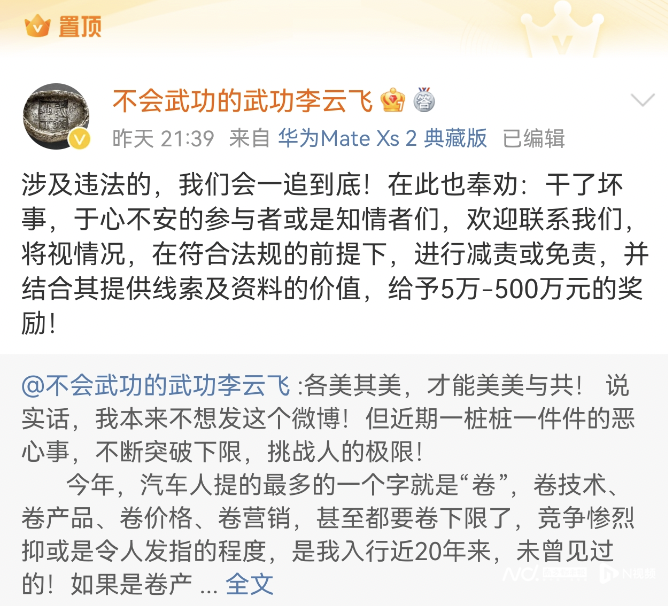 置顶
不会武功的武功李云飞
昨天 21:39 来自 华为Mate Xs 2 典藏版 已编辑
涉及违法的，我们会一追到底！在此也奉劝：干了坏
事，于心不安的参与者或是知情者们，欢迎联系我们，
将视情况，在符合法规的前提下，进行减责或免责，并
结合其提供线索及资料的价值，给予5万-500万元的奖
励！
@不会武功的武功李云飞 :各美其美，才能美美与共！ 说
实话，我本来不想发这个微博！但近期一桩桩一件件的恶
心事，不断突破下限，挑战人的极限！
今年，汽车人提的最多的一个字就是“卷”，卷技术、
卷产品、卷价格、卷营销，甚至都要卷下限了，竞争惨烈
抑或是令人发指的程度，是我入行近20年来，未曾见过
的！如果是卷产 ... 全文